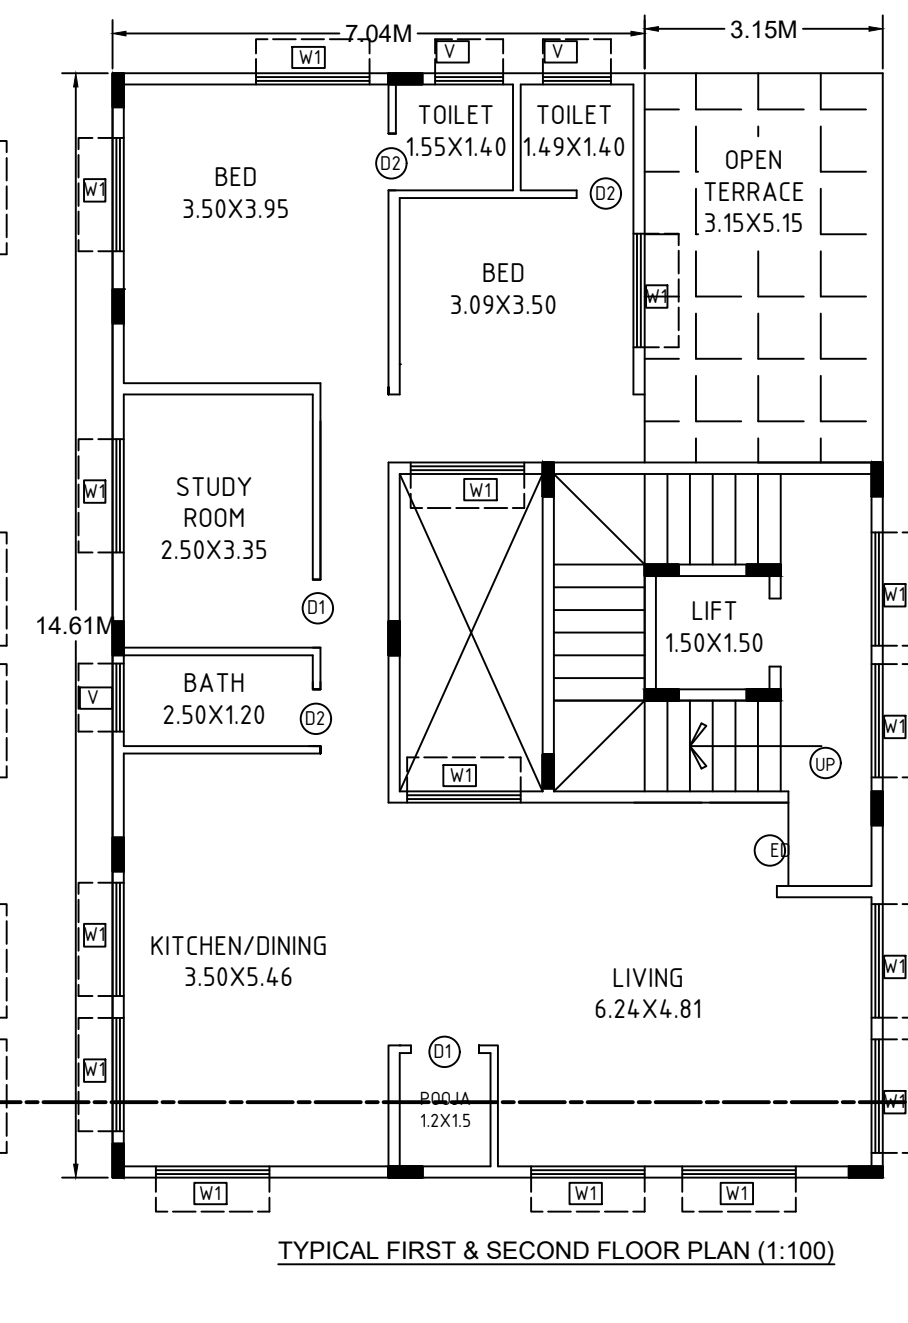 7.04M
3.15M
W1
V
V
TOILET
1.55X1.40
TOILET
1.49X1.40
D2
D2
W1
BED
3.50X3.95
OPEN
TERRACE
3.15X5.15
BED
3.09X3.50
W1
W1
STUDY
ROOM
2.50X3.35
W1
D1
14.61M
LIFT
1.50X1.50
W1
BATH
2.50X1.20
V
D2
W1
W1
UP
ED
W1
KITCHEN/DINING
3.50X5.46
LIVING
6.24X4.81
W1
W1
D1
POOJA
1.2X1.5
W1
W1
W1
W1
TYPICAL FIRST & SECOND FLOOR PLAN (1:100)